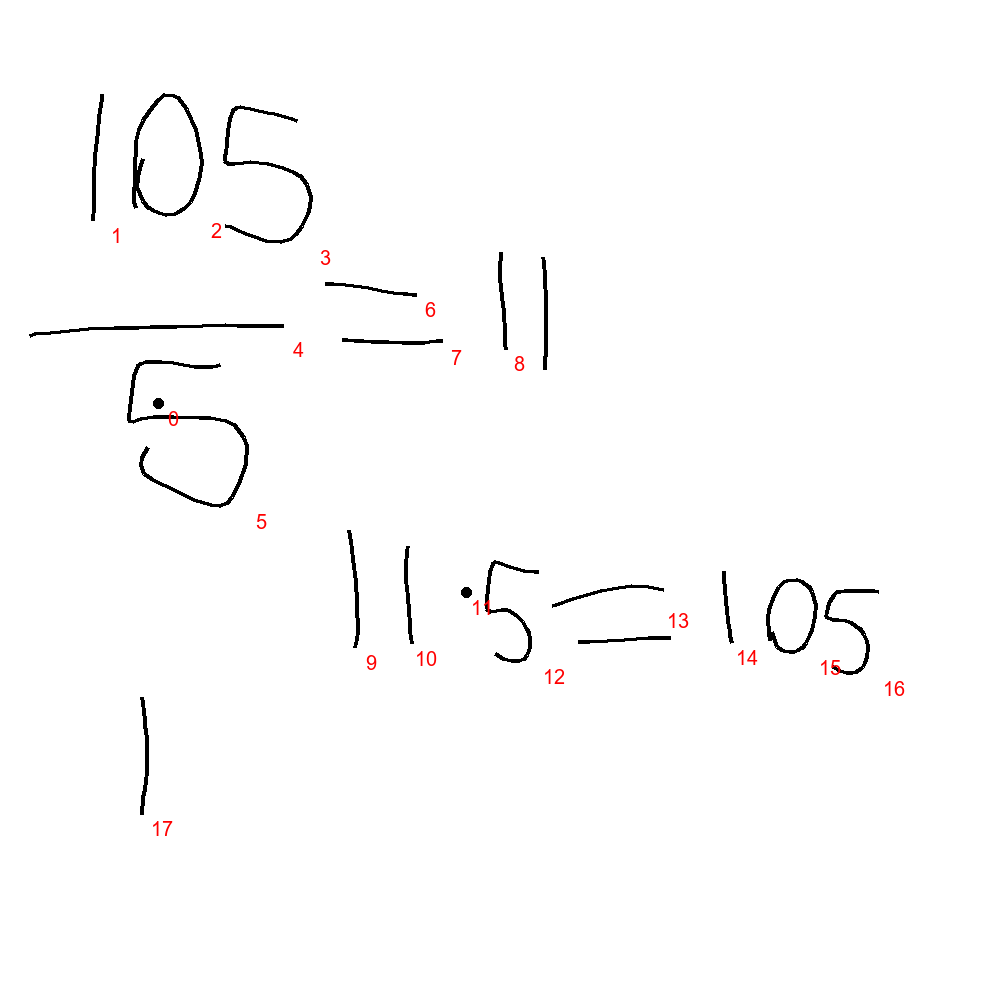 105
— = 11
5
11 · 5 = 105
1